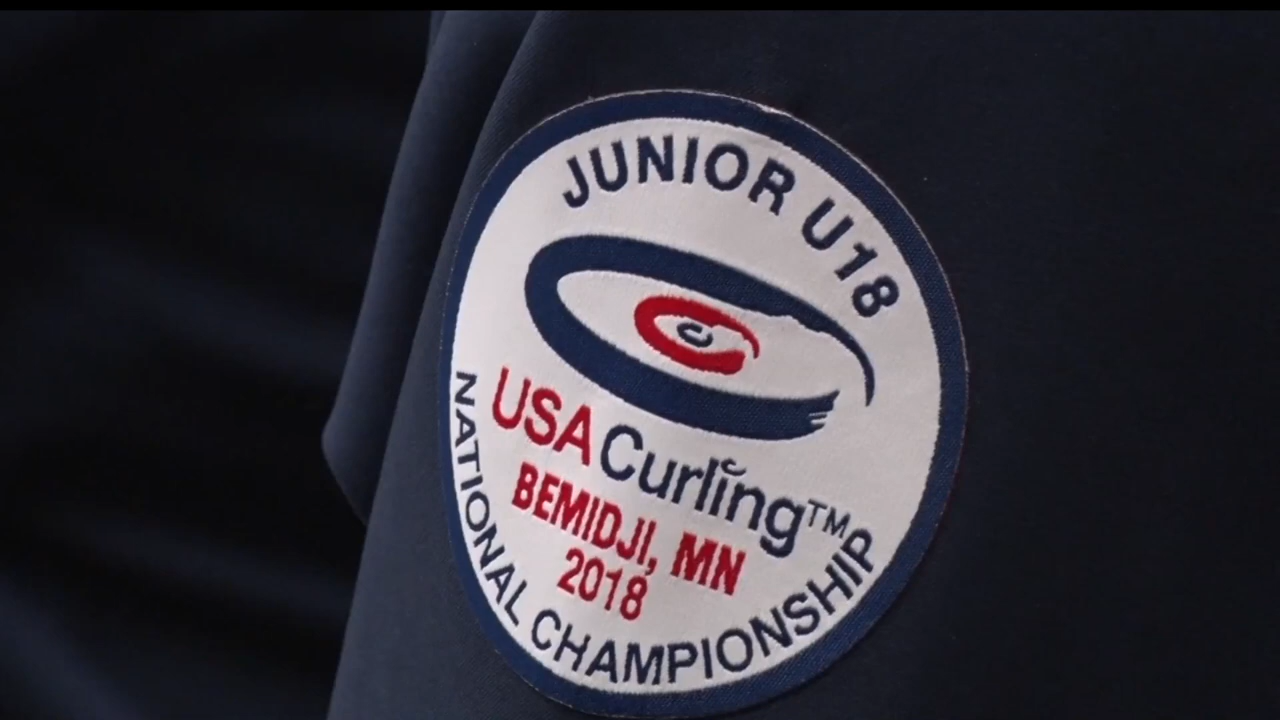 JUNIOR U18
USA Curling™
BEMIDJI, MN
2018
NATIONAL CHAMPIONSHIP